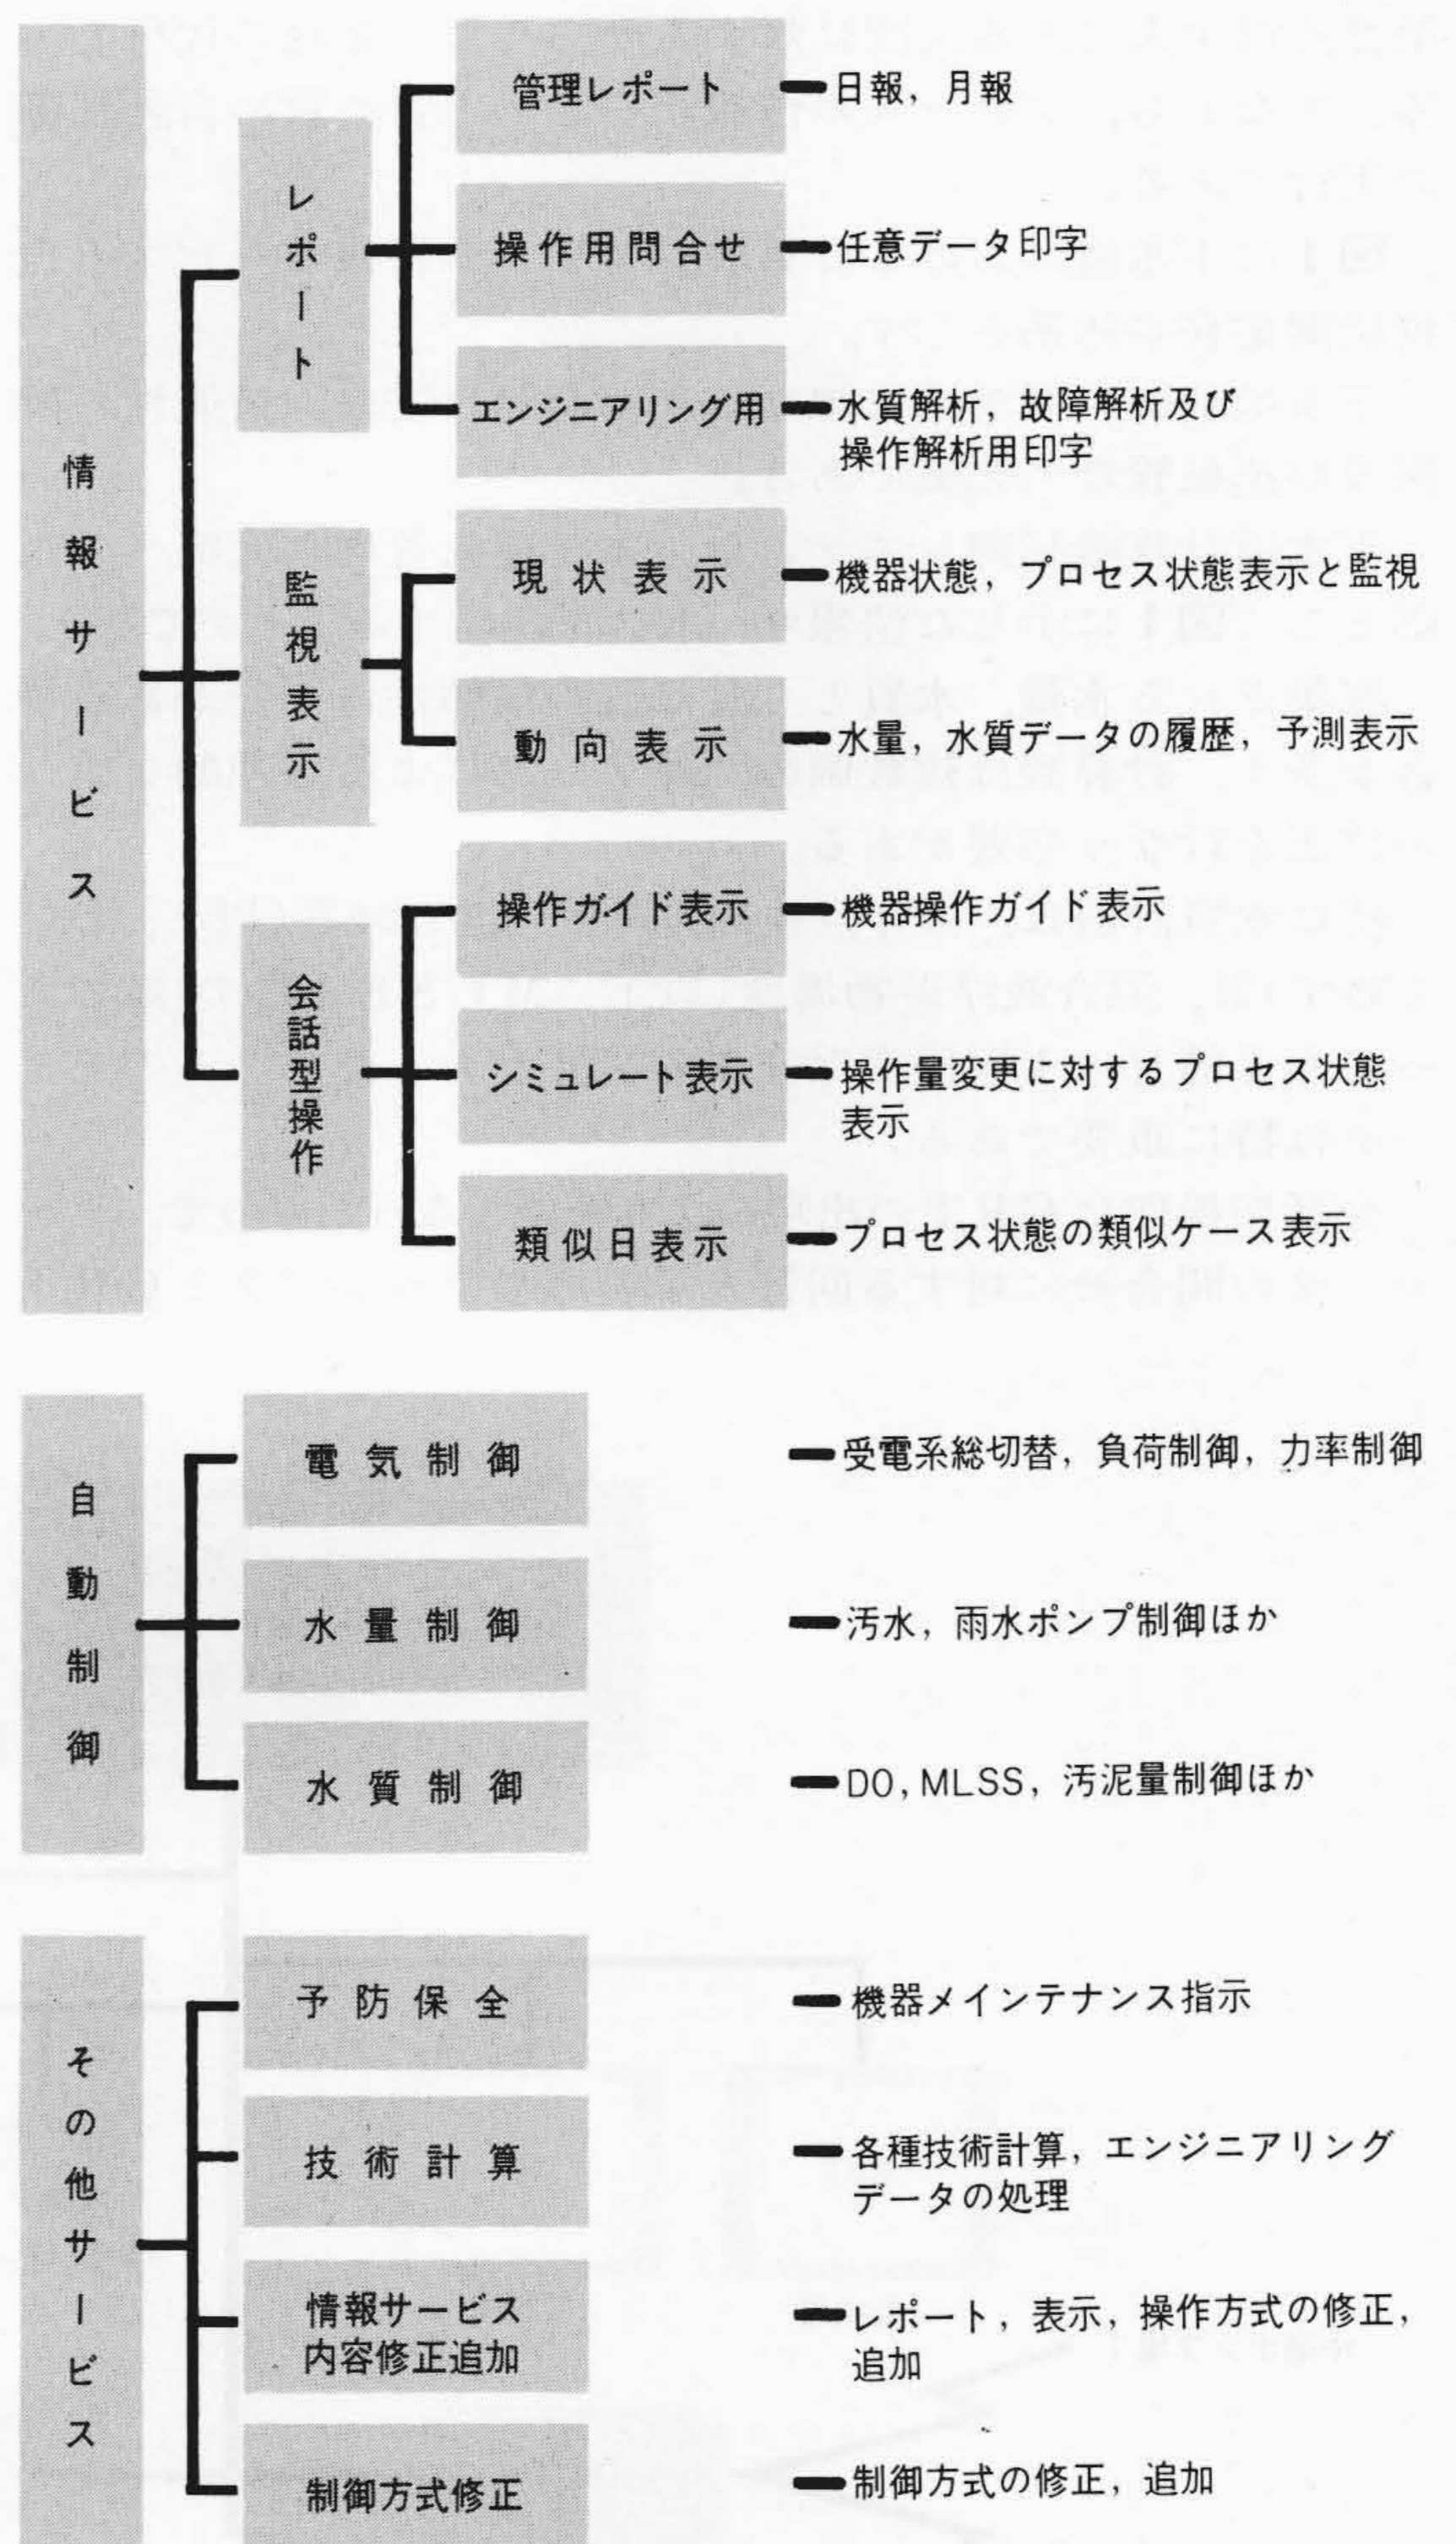 情報サービス
レポート
管理レポート
日報，月報
操作用問合せ
任意データ印字
エンジニアリング用
水質解析，故障解析及び
操作解析用印字
監視表示
現状表示
機器状態，プロセス状態表示と監視
動向表示
水量，水質データの履歴，予測表示
会話型操作
操作ガイド表示
機器操作ガイド表示
シミュレート表示
操作量変更に対するプロセス状態
表示
類似日表示
プロセス状態の類似ケース表示
自動制御
電気制御
受電系総切替，負荷制御，力率制御
水量制御
汚水，雨水ポンプ制御ほか
水質制御
DO，MLSS，汚泥量制御ほか
その他サービス
予防保全
機器メインテナンス指示
技術計算
各種技術計算，エンジニアリング
データの処理
情報サービス
内容修正追加
レポート，表示，操作方式の修正，
追加
制御方式修正
制御方式の修正，追加